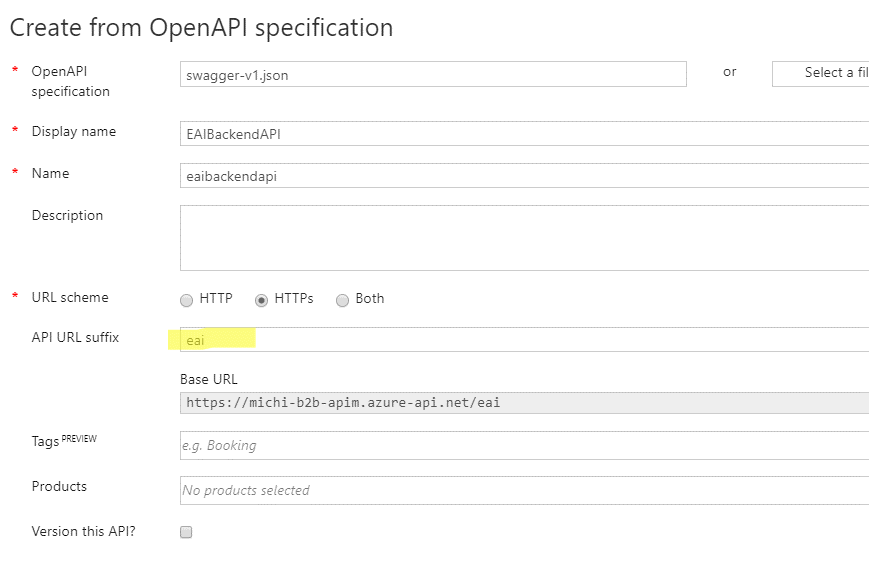 Create from OpenAPI specification
* OpenAPI specification
swagger-v1.json
or
Select a fil
* Display name
EAIBackendAPI
* Name
eaibackendapi
Description
* URL scheme
HTTP
HTTPs
Both
API URL suffix
eai
Base URL
https://michi-b2b-apim.azure-api.net/eai
Tags PREVIEW
e.g. Booking
Products
No products selected
Version this API?